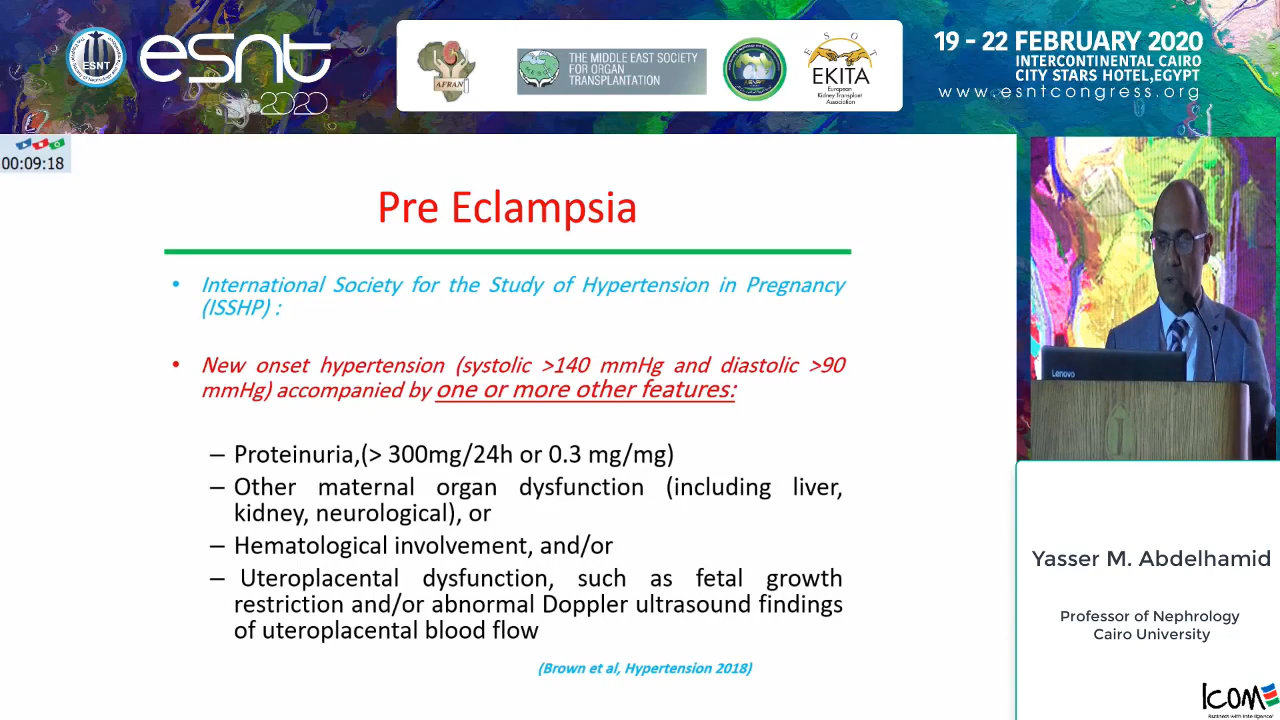 ESNT
esnt
2020
AFRAN
THE MIDDLE EAST SOCIETY
FOR ORGAN
TRANSPLANTATION
E S O T
EKITA
European
Kidney Transplant
Association
19 - 22 FEBRUARY 2020
INTERCONTINENTAL CAIRO
CITY STARS HOTEL,EGYPT
www.esntcongress.org
00:09:18
Pre Eclampsia
• International Society for the Study of Hypertension in Pregnancy
(ISSHP) :
• New onset hypertension (systolic >140 mmHg and diastolic >90
mmHg) accompanied by one or more other features:
– Proteinuria,(> 300mg/24h or 0.3 mg/mg)
– Other maternal organ dysfunction (including liver,
kidney, neurological), or
– Hematological involvement, and/or
– Uteroplacental dysfunction, such as fetal growth
restriction and/or abnormal Doppler ultrasound findings
of uteroplacental blood flow
(Brown et al, Hypertension 2018)
Lenovo
Yasser M. Abdelhamid
Professor of Nephrology
Cairo University
ICOM
Business with Intelligence!